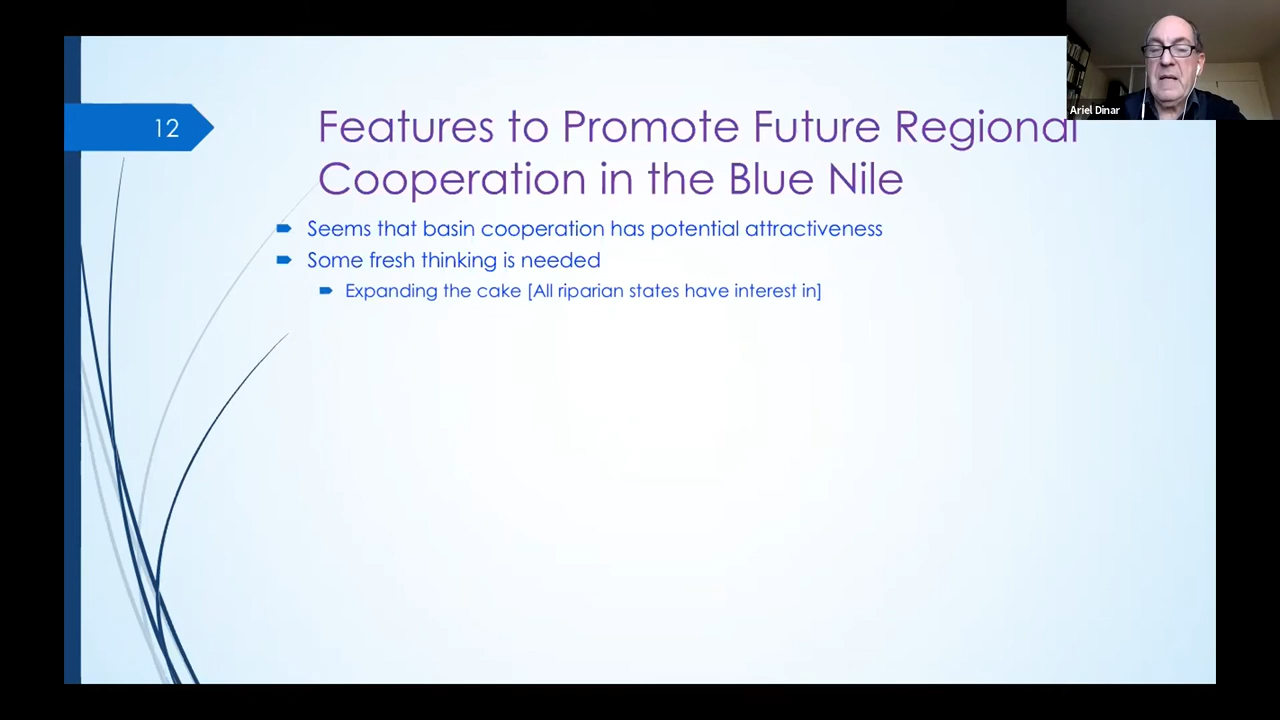 Ariel Dinar
12
Features to Promote Future Regional
Cooperation in the Blue Nile
Seems that basin cooperation has potential attractiveness
Some fresh thinking is needed
Expanding the cake [All riparian states have interest in]